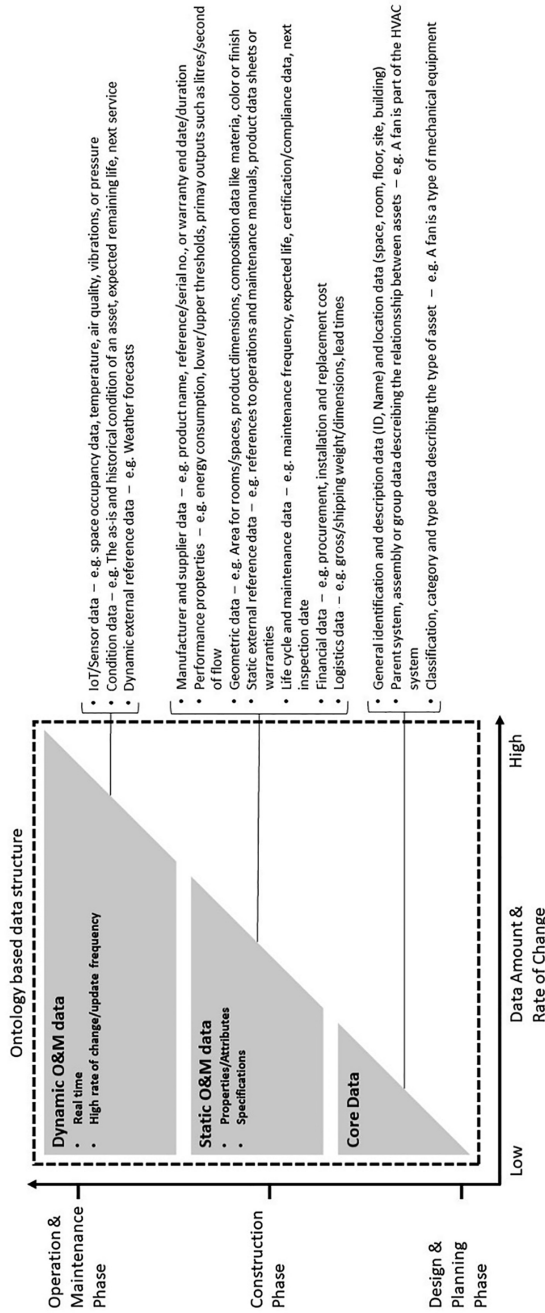 Ontology based data structure
Operation &
Maintenance
Phase
Construction
Phase
Design &
Planning
Phase
Dynamic O&M data
• Real time
• High rate of change/update frequency
Static O&M data
• Properties/Attributes
• Specifications
Core Data
Low
Data Amount &
Rate of Change
High
• IoT/Sensor data – e.g. space occupancy data, temperature, air quality, vibrations, or pressure
• Condition data – e.g. The as-is and historical condition of an asset, expected remaining life, next service
• Dynamic external reference data – e.g. Weather forecasts
• Manufacturer and supplier data – e.g. product name, reference/serial no., or warranty end date/duration
• Performance propterties – e.g. energy consumption, lower/upper thresholds, primay outputs such as litres/second
of flow
• Geometric data – e.g. Area for rooms/spaces, product dimensions, composition data like materia, color or finish
• Static external reference data – e.g. references to operations and maintenance manuals, product data sheets or
warranties
• Life cycle and maintenance data – e.g. maintenance frequency, expected life, certification/compliance data, next
inspection date
• Financial data – e.g. procurement, installation and replacement cost
• Logistics data – e.g. gross/shipping weight/dimensions, lead times
• General identification and description data (ID, Name) and location data (space, room, floor, site, building)
• Parent system, assembly or group data describing the relationsship between assets – e.g. A fan is part of the HVAC
system
• Classification, category and type data describing the type of asset – e.g. A fan is a type of mechanical equipment